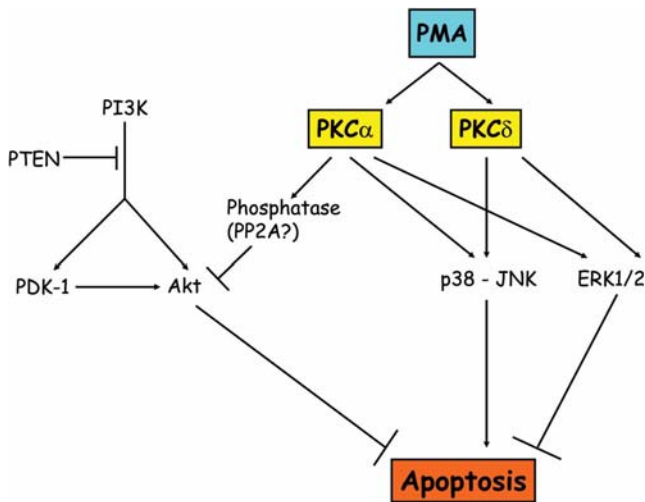 PMA
PI3K
PKCα
PKCδ
PTEN
Phosphatase
(PP2A?)
PDK-1
Akt
p38 - JNK
ERK1/2
Apoptosis